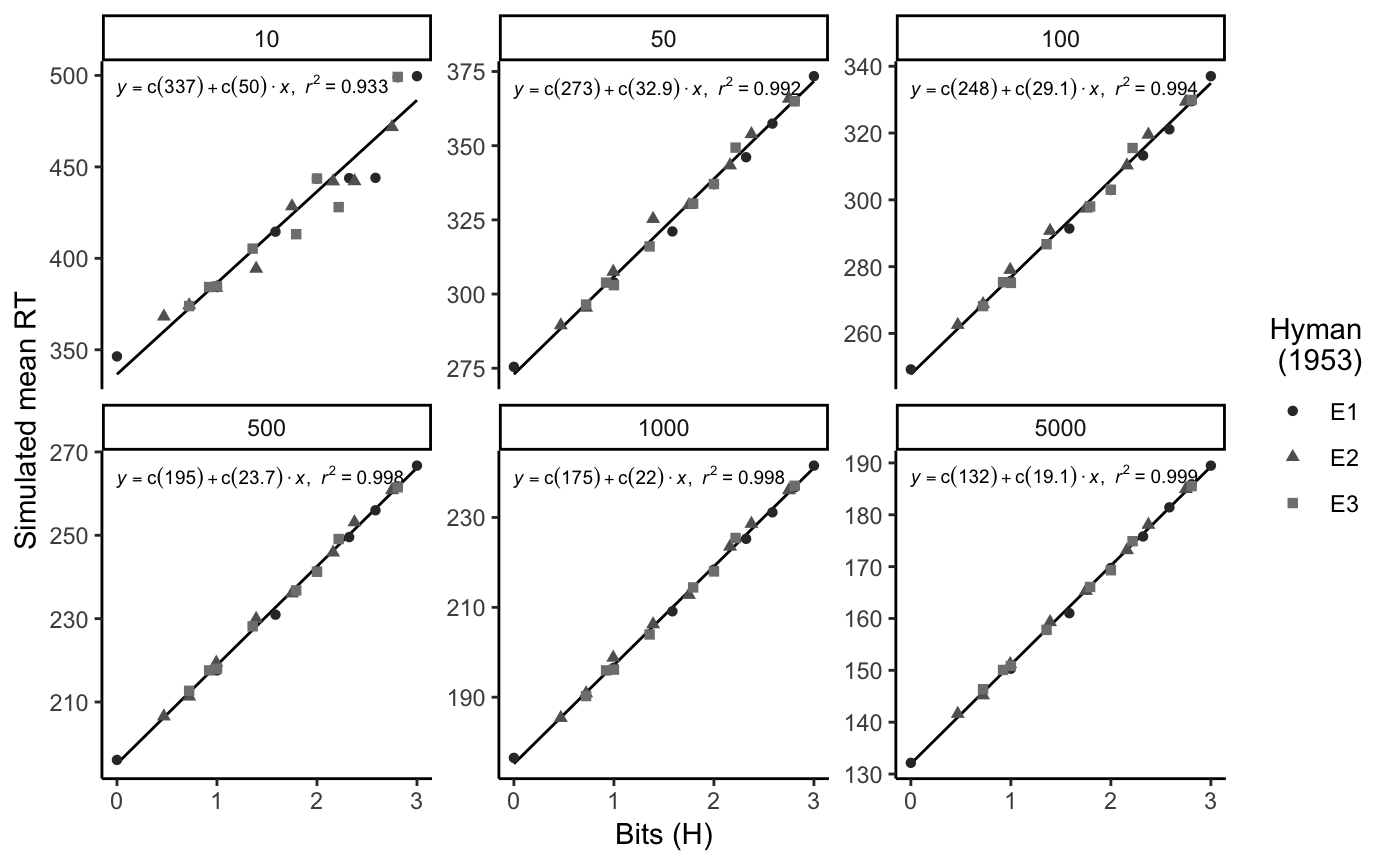 10
50
100
500
450
400
350
y = c(337) + c(50) · x, r² = 0.933
375
350
325
300
275
y = c(273) + c(32.9) · x, r² = 0.992
340
320
300
280
260
y = c(248) + c(29.1) · x, r² = 0.994
Simulated mean RT
500
1000
5000
270
250
230
210
y = c(195) + c(23.7) · x, r² = 0.998
230
210
190
y = c(175) + c(22) · x, r² = 0.998
190
180
170
160
150
140
130
y = c(132) + c(19.1) · x, r² = 0.999
0 1 2 3
0 1 2 3
0 1 2 3
Bits (H)
Hyman
(1953)
E1
E2
E3